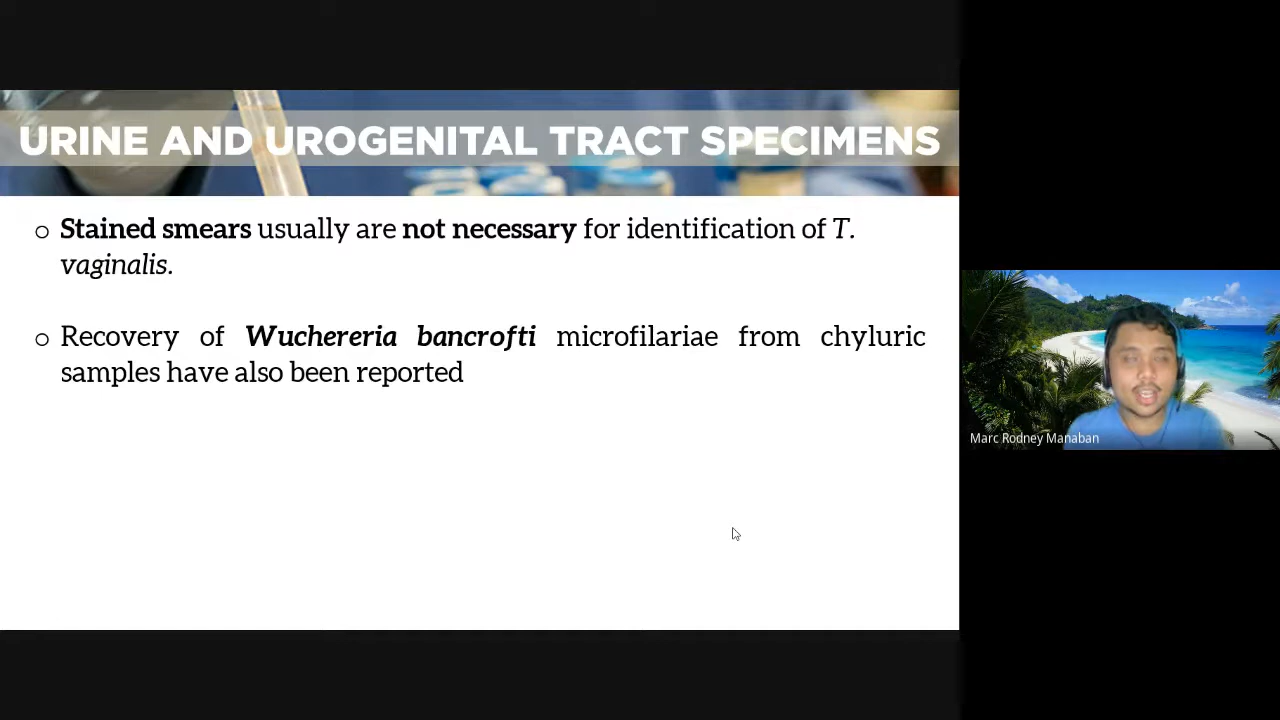 URINE AND UROGENITAL TRACT SPECIMENS
o Stained smears usually are not necessary for identification of T.
vaginalis.
o Recovery of Wuchereria bancrofti microfilariae from chyluric
samples have also been reported
Marc Rodney Manaban